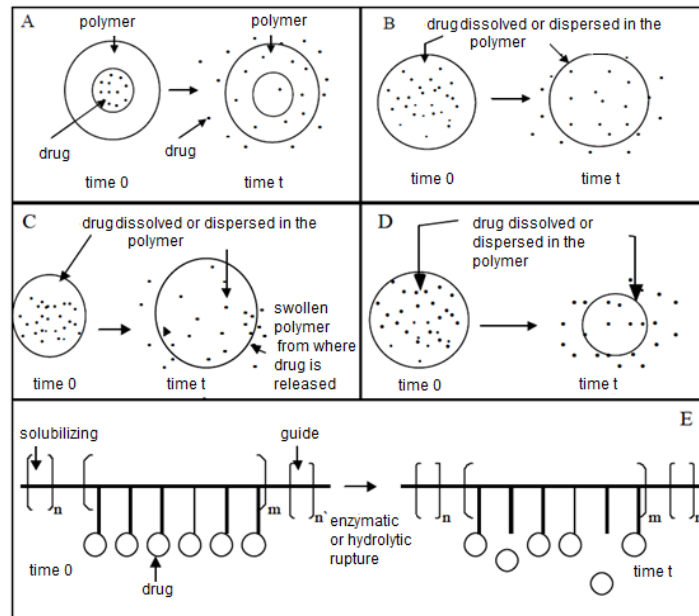 A
polymer
polymer
drug
drug
time 0
time t
B
drug dissolved or dispersed in the
polymer
time 0
time t
C
drug dissolved or dispersed in the
polymer
swollen
polymer
from where
drug is
released
time 0
time t
D
drug dissolved or
dispersed in the
polymer
time 0
time t
E
solubilizing
guide
n
m
n`
enzymatic
or hydrolytic
rupture
time 0
drug
n
m
n
time t